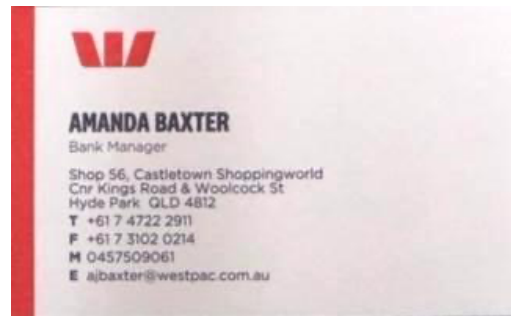 AMANDA BAXTER
Bank Manager
Shop 56, Castletown Shoppingworld
Cnr Kings Road & Woolcock St
Hyde Park QLD 4812
T +61 7 4722 2911
F +61 7 3102 0214
M 0457509061
E ajbaxter@westpac.com.au